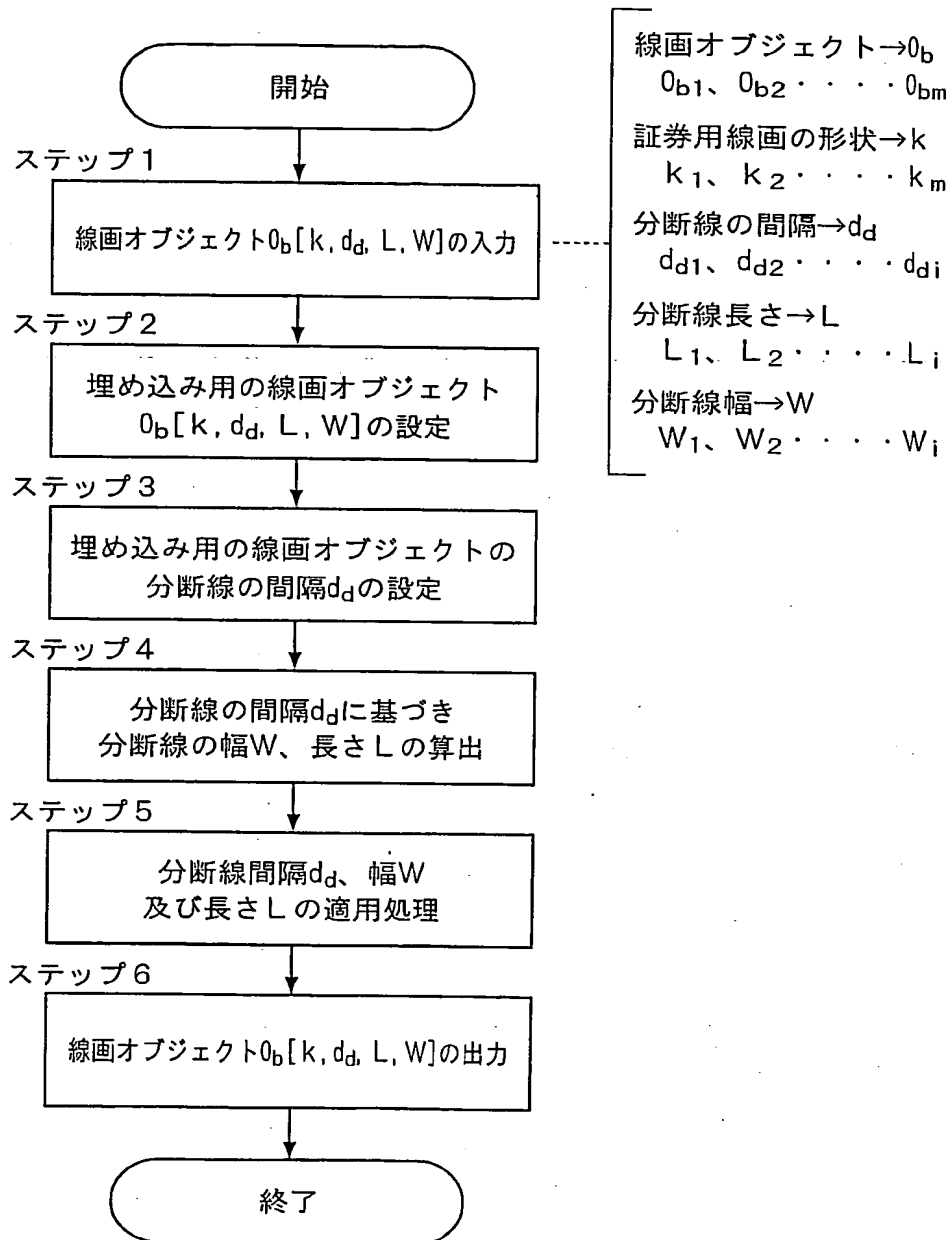 開始
ステップ1
線画オブジェクトOb[k, dd, L, W]の入力
ステップ2
埋め込み用の線画オブジェクト
Ob[k, dd, L, W]の設定
ステップ3
埋め込み用の線画オブジェクトの
分断線の間隔ddの設定
ステップ4
分断線の間隔ddに基づき
分断線の幅W、長さLの算出
ステップ5
分断線間隔dd、幅W
及び長さLの適用処理
ステップ6
線画オブジェクトOb[k, dd, L, W]の出力
終了
線画オブジェクト→Ob
Ob1、Ob2・・・・Obm
証券用線画の形状→k
k1、k2・・・・km
分断線の間隔→dd
dd1、dd2・・・・ddi
分断線長さ→L
L1、L2・・・・Li
分断線幅→W
W1、W2・・・・Wi